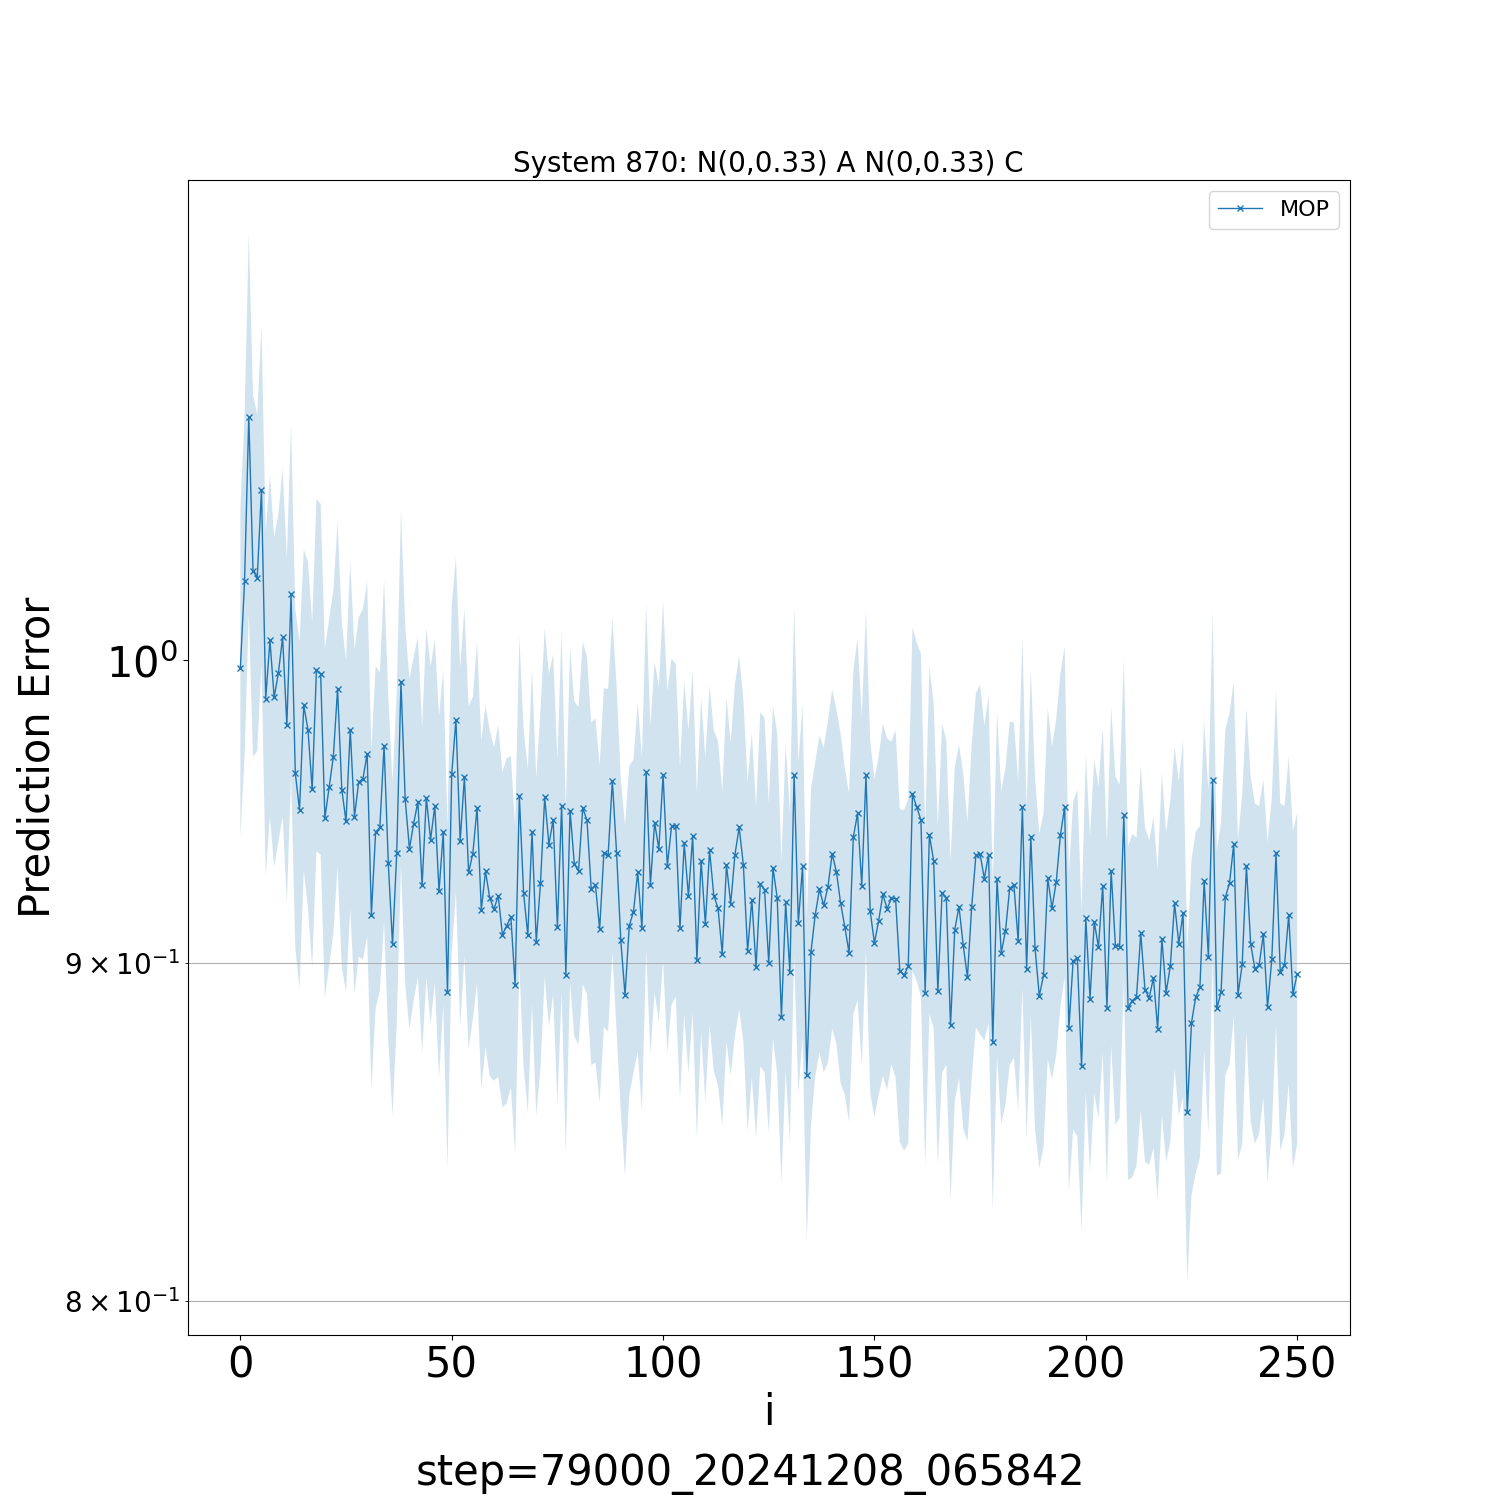 System 870: N(0,0.33) A N(0,0.33) C
MOP
Prediction Error
10⁰
9 × 10⁻¹
8 × 10⁻¹
0 50 100 150 200 250
i
step=79000_20241208_065842